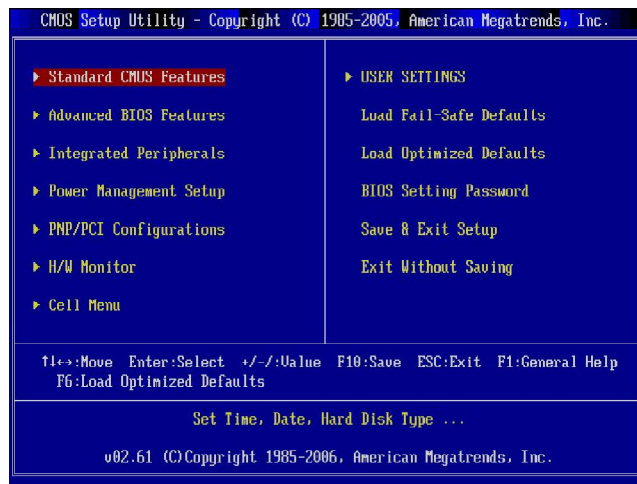 CMOS Setup Utility - Copyright (C) 1985-2005, American Megatrends, Inc.
▶ Standard CMOS Features
▶ Advanced BIOS Features
▶ Integrated Peripherals
▶ Power Management Setup
▶ PNP/PCI Configurations
▶ H/W Monitor
▶ Cell Menu
▶ USER SETTINGS
Load Fail-Safe Defaults
Load Optimized Defaults
BIOS Setting Password
Save & Exit Setup
Exit Without Saving
↑↓←→:Move Enter:Select +/-/:Value F10:Save ESC:Exit F1:General Help
F6:Load Optimized Defaults
Set Time, Date, Hard Disk Type ...
v02.61 (C)Copyright 1985-2006, American Megatrends, Inc.